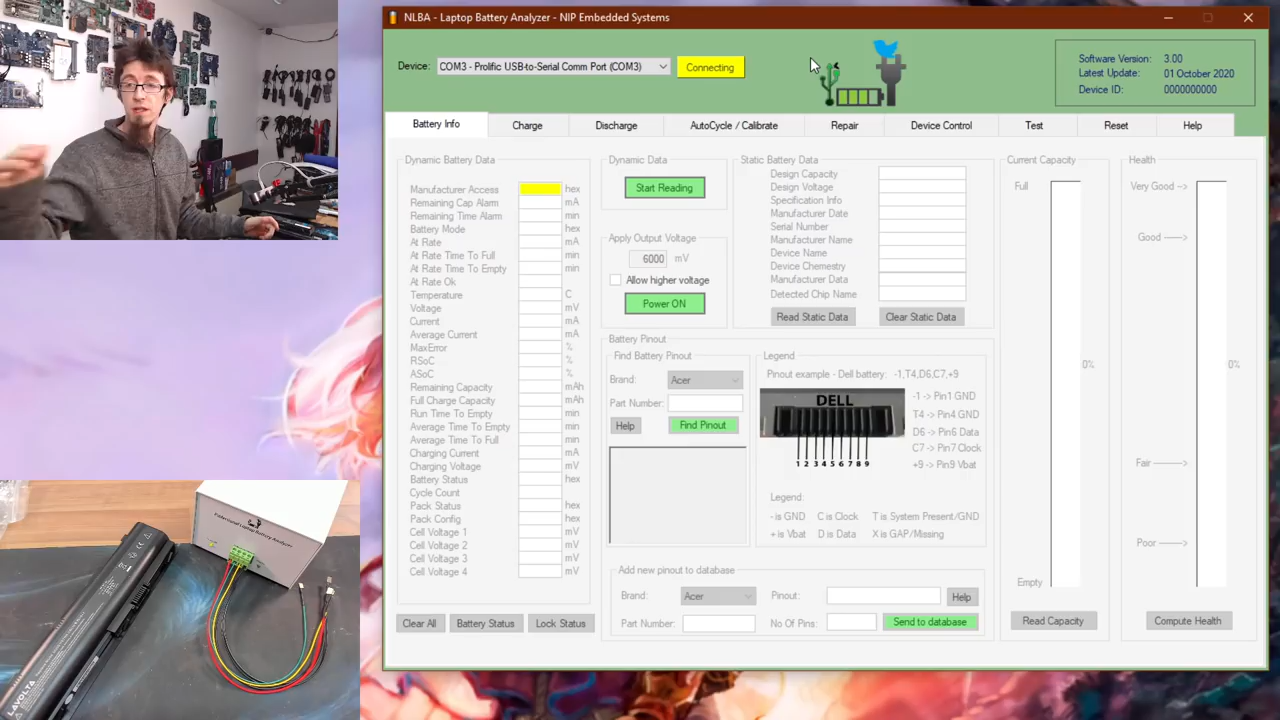 NLBA - Laptop Battery Analyzer - NIP Embedded Systems
Device: COM3 - Prolific USB-to-Serial Comm Port (COM3) Connecting
Software Version: 3.00
Latest Update: 01 October 2020
Device ID: 0000000000
Battery Info Charge Discharge AutoCycle / Calibrate Repair Device Control Test Reset Help
Dynamic Battery Data
Manufacturer Access hex
Remaining Cap Alarm mA
Remaining Time Alarm min
Battery Mode hex
At Rate mA
At Rate Time To Full min
At Rate Time To Empty min
At Rate Ok
Temperature C
Voltage mV
Current mA
Average Current mA
MaxError %
RSoC %
ASoC %
Remaining Capacity mAh
Full Charge Capacity mAh
Run Time To Empty min
Average Time To Empty min
Average Time To Full min
Charging Current mA
Charging Voltage mV
Battery Status hex
Cycle Count
Pack Status hex
Pack Config hex
Cell Voltage 1 mV
Cell Voltage 2 mV
Cell Voltage 3 mV
Cell Voltage 4 mV
Clear All Battery Status Lock Status
Dynamic Data
Start Reading
Apply Output Voltage
6000 mV
Allow higher voltage
Power ON
Static Battery Data
Design Capacity
Design Voltage
Specification Info
Manufacturer Date
Serial Number
Manufacturer Name
Device Name
Device Chemestry
Manufacturer Data
Detected Chip Name
Read Static Data Clear Static Data
Battery Pinout
Find Battery Pinout
Brand: Acer
Part Number:
Help Find Pinout
Legend
Pinout example - Dell battery: -1,T4,D6,C7,+9
DELL
1 2 3 4 5 6 7 8 9
-1 -> Pin1 GND
T4 -> Pin4 GND
D6 -> Pin6 Data
C7 -> Pin7 Clock
+9 -> Pin9 Vbat
Legend:
- is GND C is Clock T is System Present/GND
+ is Vbat D is Data X is GAP/Missing
Add new pinout to database
Brand: Acer Pinout: Help
Part Number: No Of Pins: Send to database
Current Capacity
Full
0%
Empty
Read Capacity
Health
Very Good -->
Good --->
0%
Fair --->
Poor --->
Compute Health
Laptop Battery Analyzer
LAVOLTA